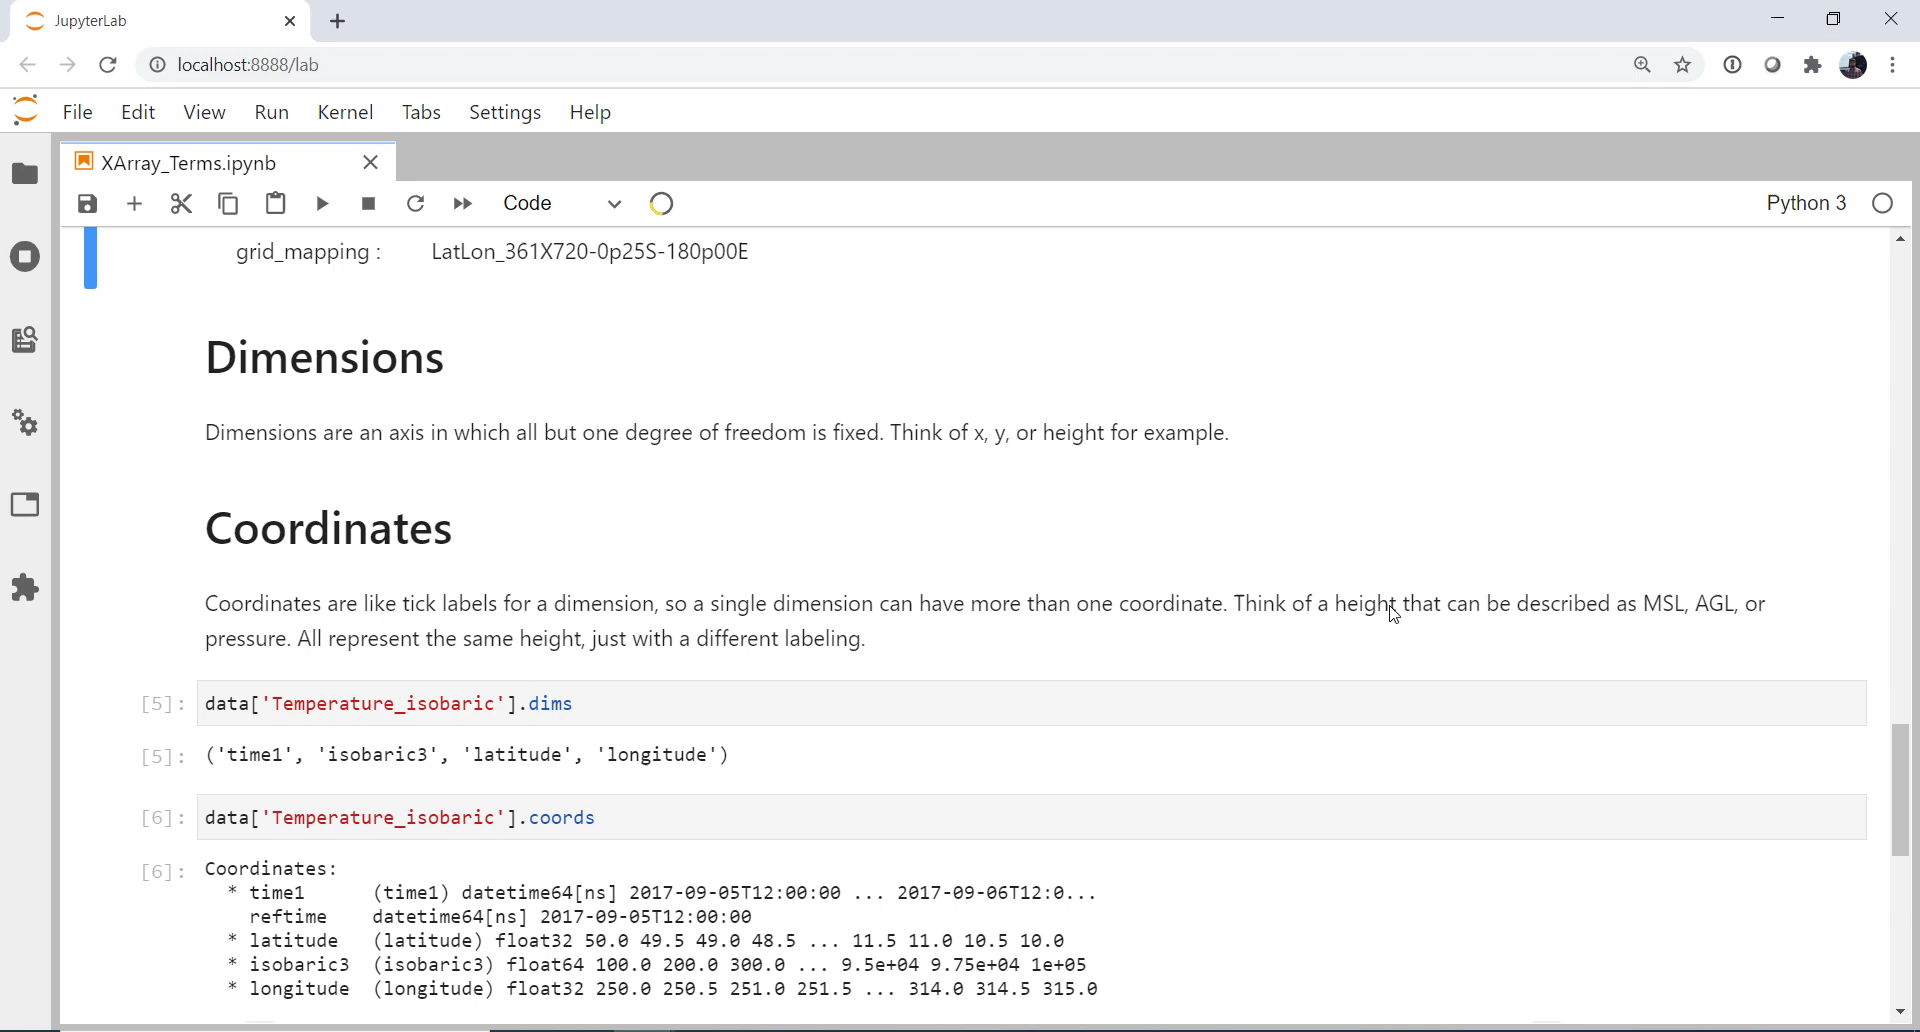 JupyterLab
localhost:8888/lab
File Edit View Run Kernel Tabs Settings Help
XArray_Terms.ipynb
Code Python 3
grid_mapping : LatLon_361X720-0p25S-180p00E
Dimensions
Dimensions are an axis in which all but one degree of freedom is fixed. Think of x, y, or height for example.
Coordinates
Coordinates are like tick labels for a dimension, so a single dimension can have more than one coordinate. Think of a height that can be described as MSL, AGL, or
pressure. All represent the same height, just with a different labeling.
[5]: data['Temperature_isobaric'].dims
[5]: ('time1', 'isobaric3', 'latitude', 'longitude')
[6]: data['Temperature_isobaric'].coords
[6]: Coordinates:
* time1 (time1) datetime64[ns] 2017-09-05T12:00:00 ... 2017-09-06T12:0...
reftime datetime64[ns] 2017-09-05T12:00:00
* latitude (latitude) float32 50.0 49.5 49.0 48.5 ... 11.5 11.0 10.5 10.0
* isobaric3 (isobaric3) float64 100.0 200.0 300.0 ... 9.5e+04 9.75e+04 1e+05
* longitude (longitude) float32 250.0 250.5 251.0 251.5 ... 314.0 314.5 315.0